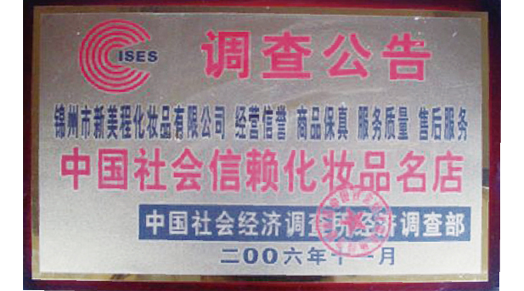 ISES
调查公告
锦州市新美程化妆品有限公司 经营信誉 商品保真 服务质量 售后服务
中国社会信赖化妆品名店
中国社会经济调查所经济调查部
二00六年十一月